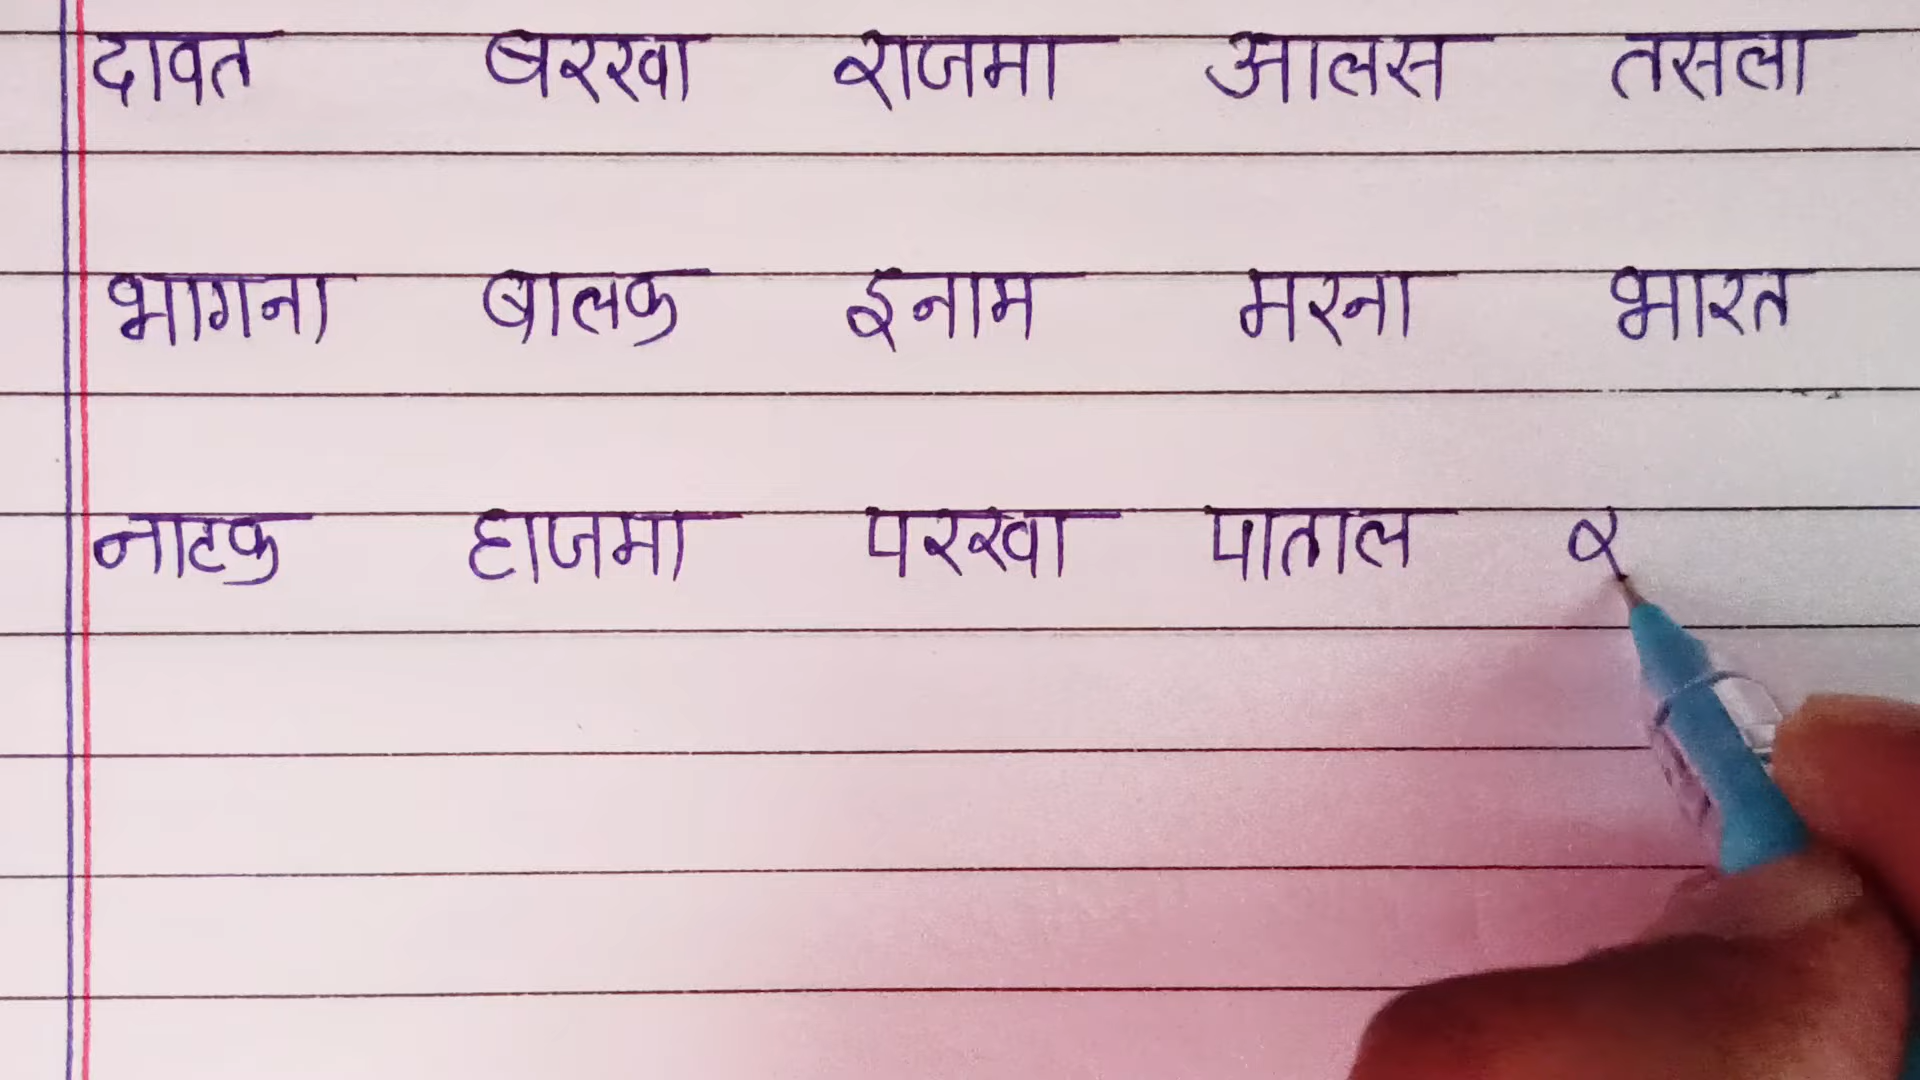 दावत बरखा राजमा आलस तसला
भागना बालक इनाम मरना भारत
नाटक हाजमा परखा पाताल र